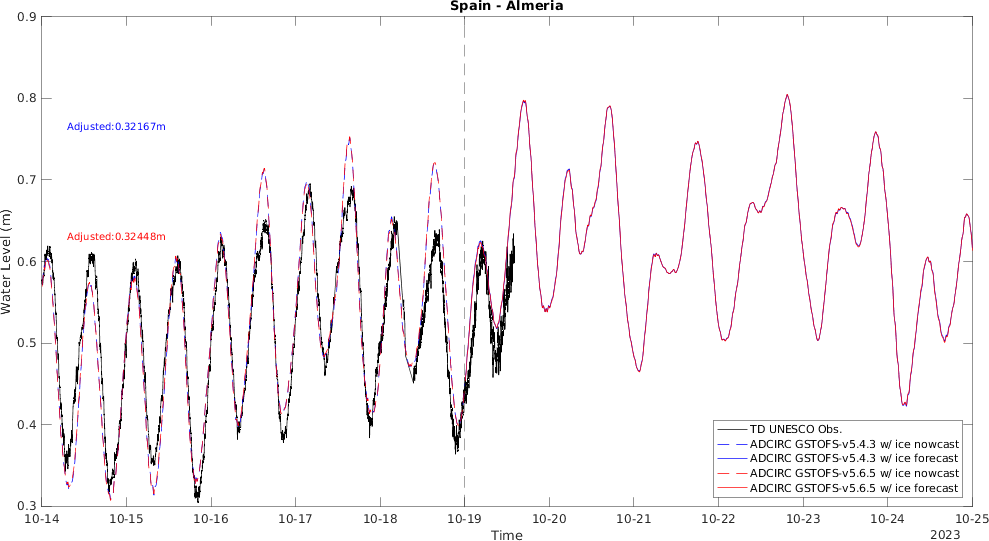 Spain - Almeria
0.9
0.8
0.7
0.6
0.5
0.4
0.3
Water Level (m)
Adjusted:0.32167m
Adjusted:0.32448m
TD UNESCO Obs.
ADCIRC GSTOFS-v5.4.3 w/ ice nowcast
ADCIRC GSTOFS-v5.4.3 w/ ice forecast
ADCIRC GSTOFS-v5.6.5 w/ ice nowcast
ADCIRC GSTOFS-v5.6.5 w/ ice forecast
10-14 10-15 10-16 10-17 10-18 10-19 10-20 10-21 10-22 10-23 10-24 10-25
Time
2023